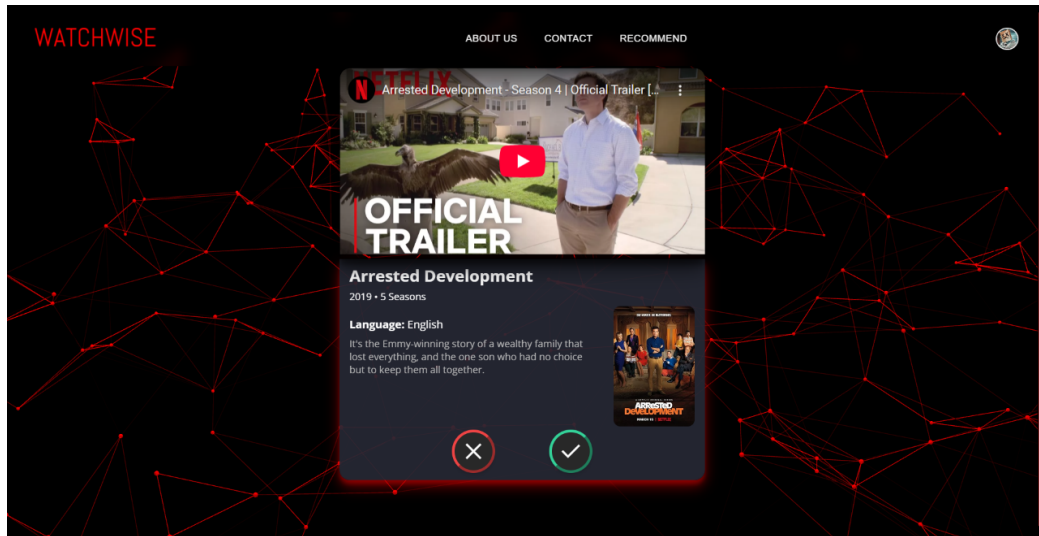 WATCHWISE
ABOUT US CONTACT RECOMMEND
NETFLIX
N Arrested Development - Season 4 | Official Trailer [...
OFFICIAL
TRAILER
Arrested Development
2019 • 5 Seasons
Language: English
It's the Emmy-winning story of a wealthy family that
lost everything, and the one son who had no choice
but to keep them all together.
ARRESTED
DEVELOPMENT